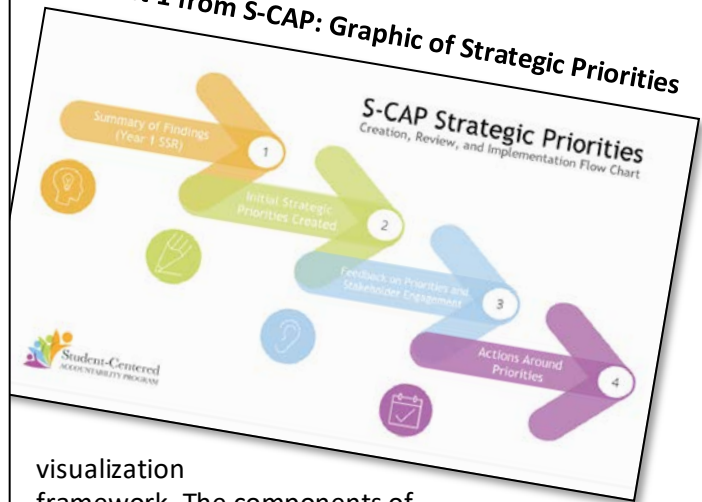 1 from S-CAP: Graphic of Strategic Priorities
S-CAP Strategic Priorities
Creation, Review, and Implementation Flow Chart
Summary of Findings
(Year 1 SSR)
1
Initial Strategic
Priorities Created
2
Feedback on Priorities and
Stakeholder Engagement
3
Actions Around
Priorities
4
Student-Centered
ACCOUNTABILITY PROGRAM
visualization
framework. The components of